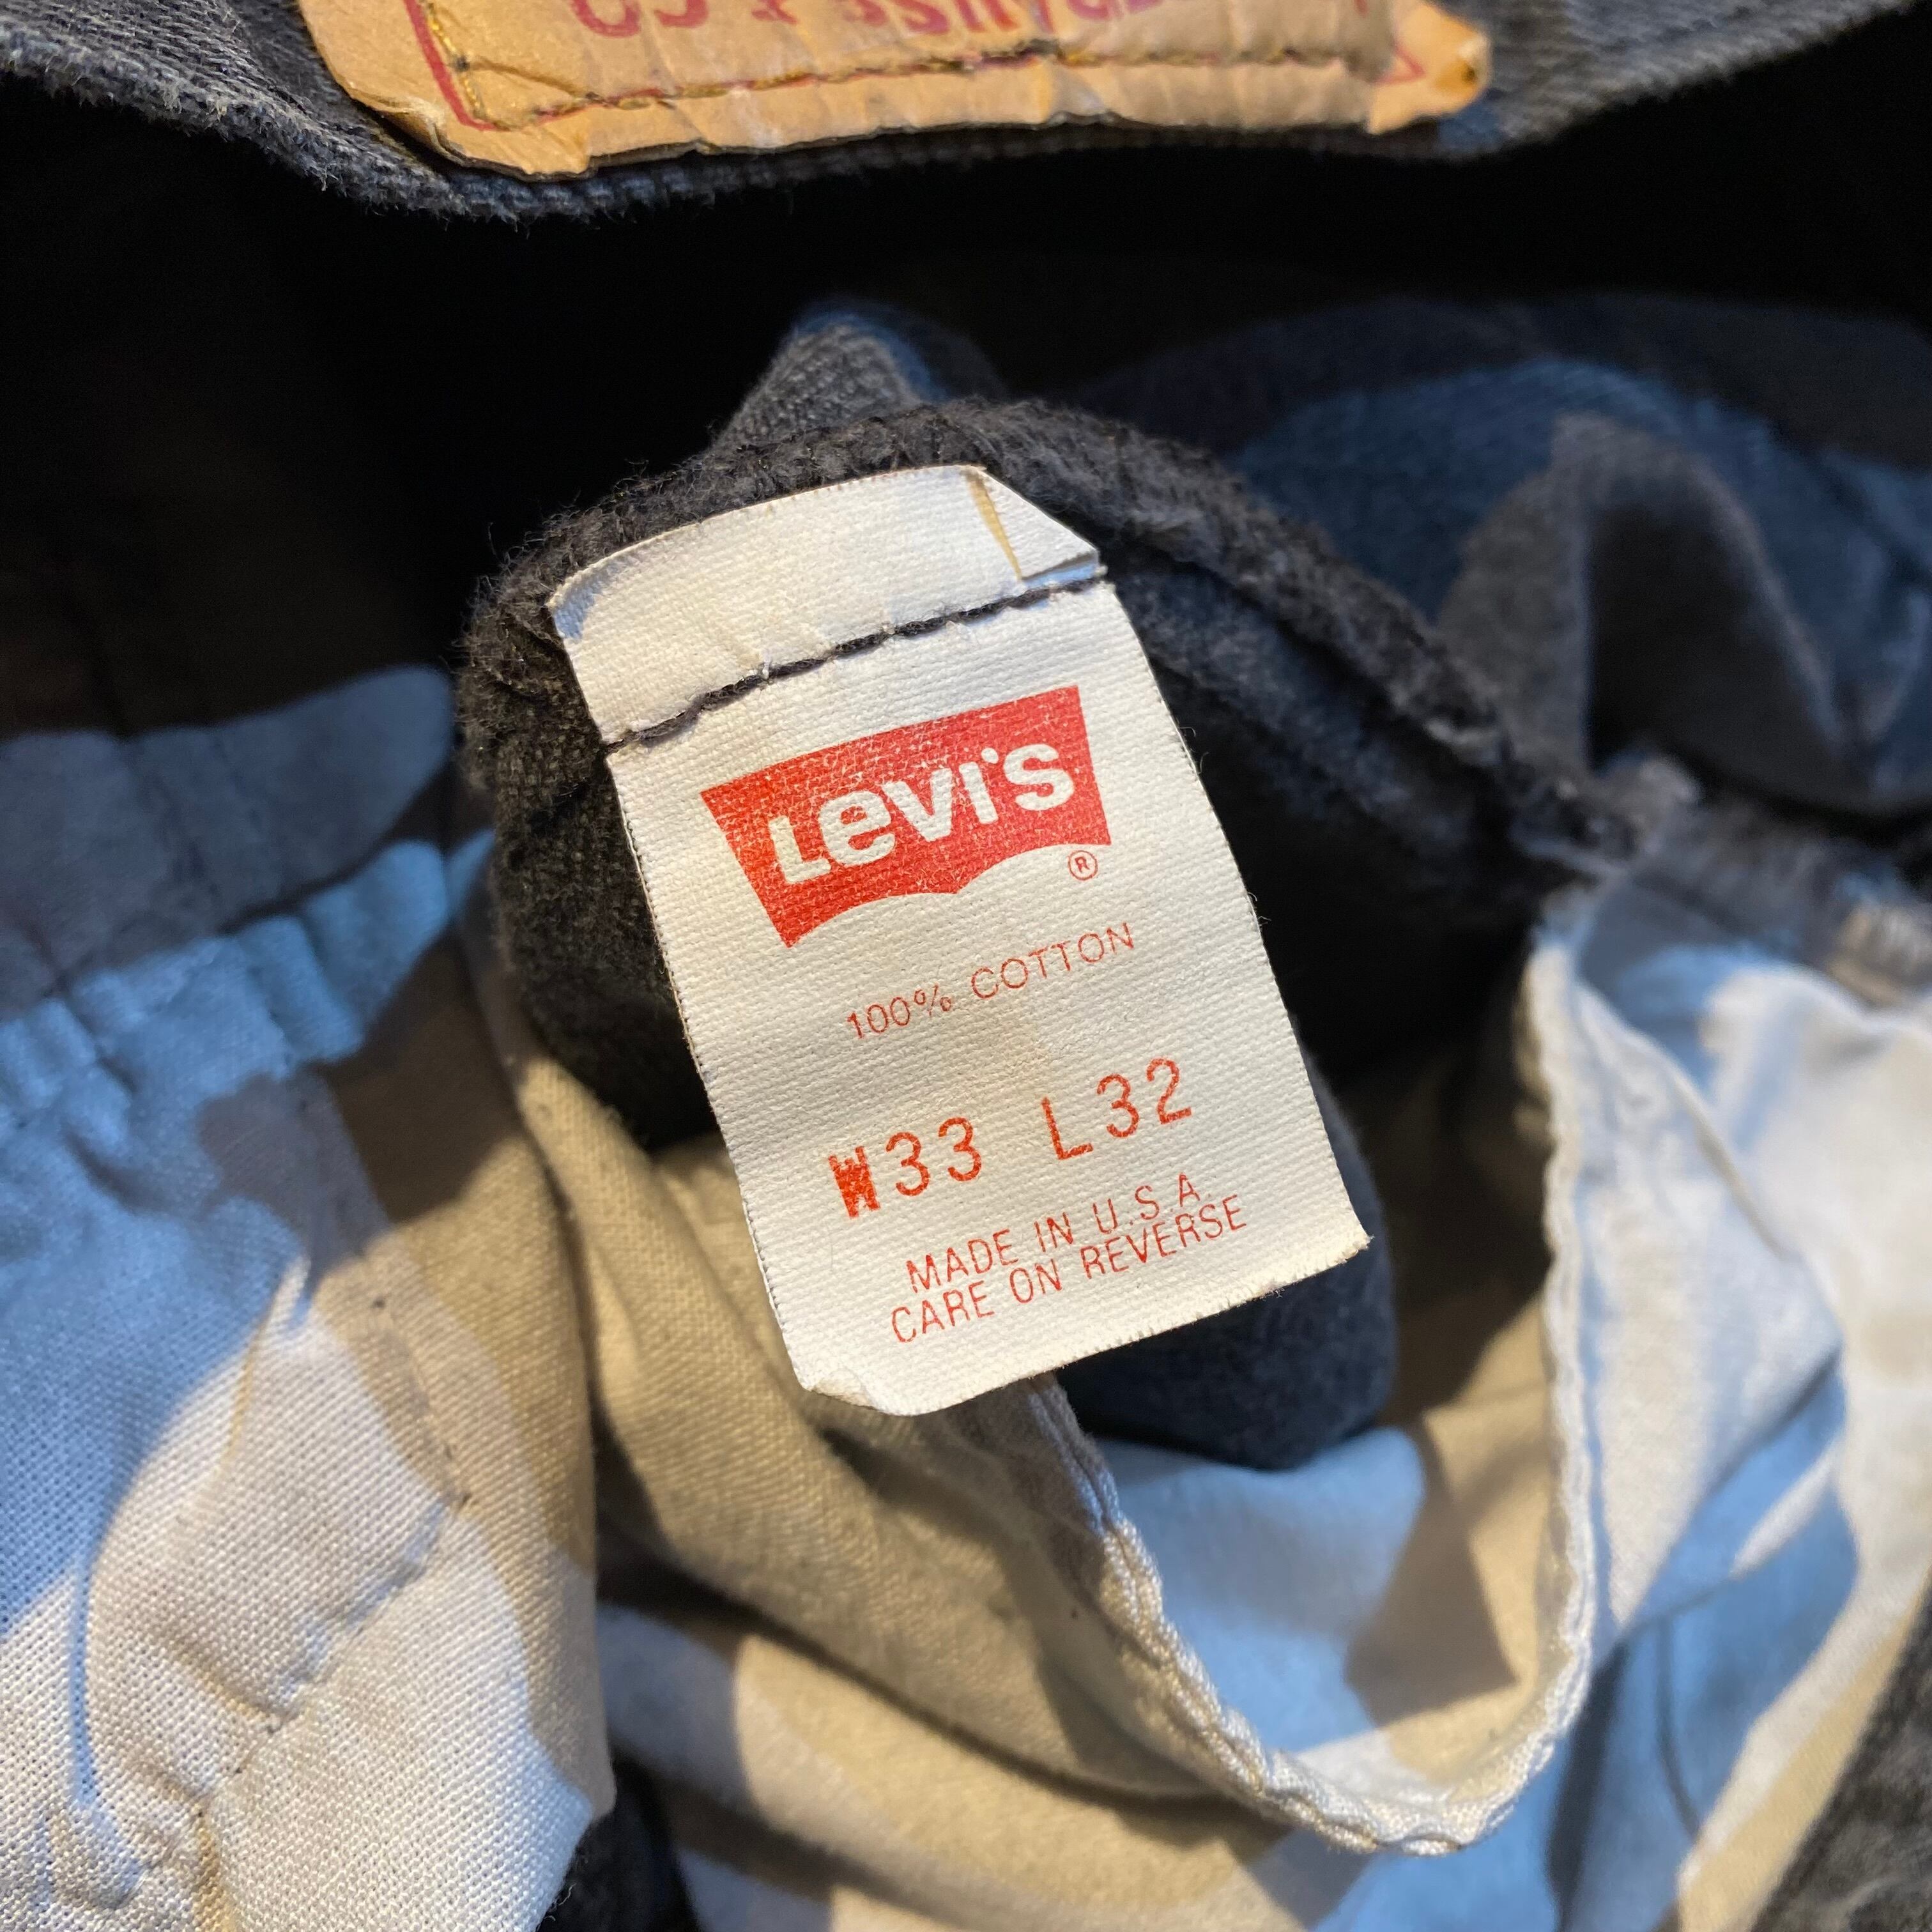 Levi's
®
100% COTTON
W33 L32
MADE IN U.S.A.
CARE ON REVERSE